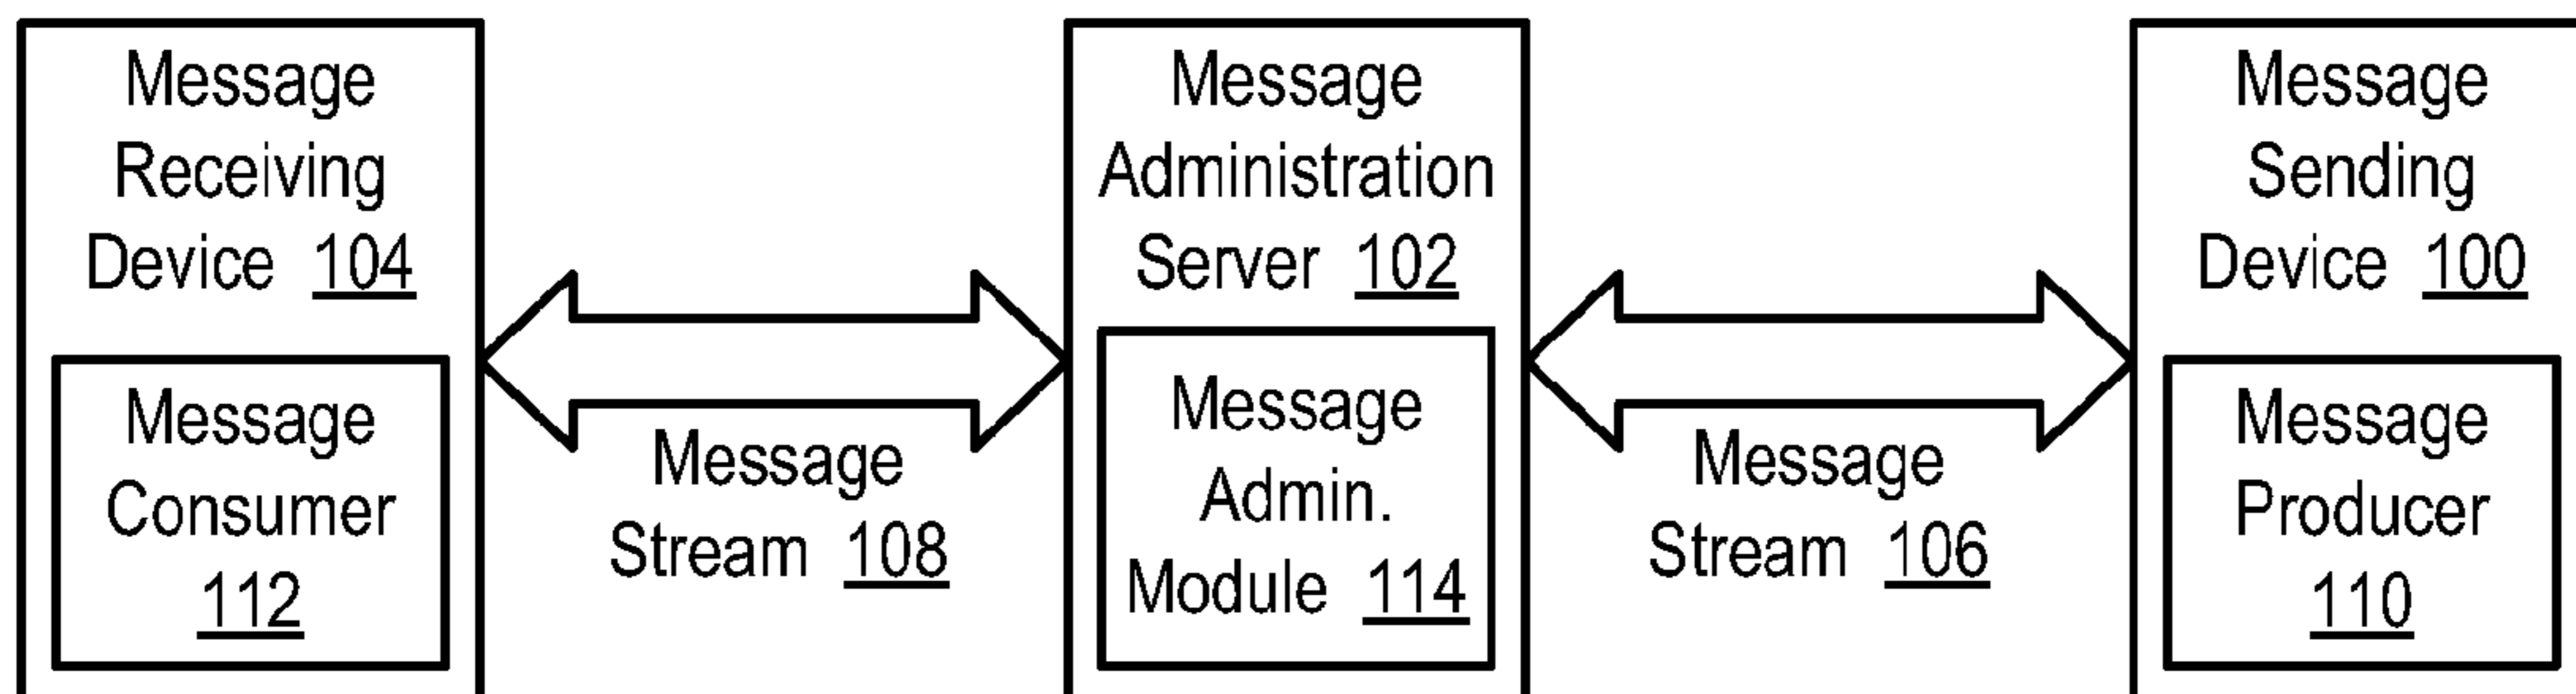 Message
Receiving
Device 104
Message
Consumer
112
Message
Stream 108
Message
Administration
Server 102
Message
Admin.
Module 114
Message
Stream 106
Message
Sending
Device 100
Message
Producer
110